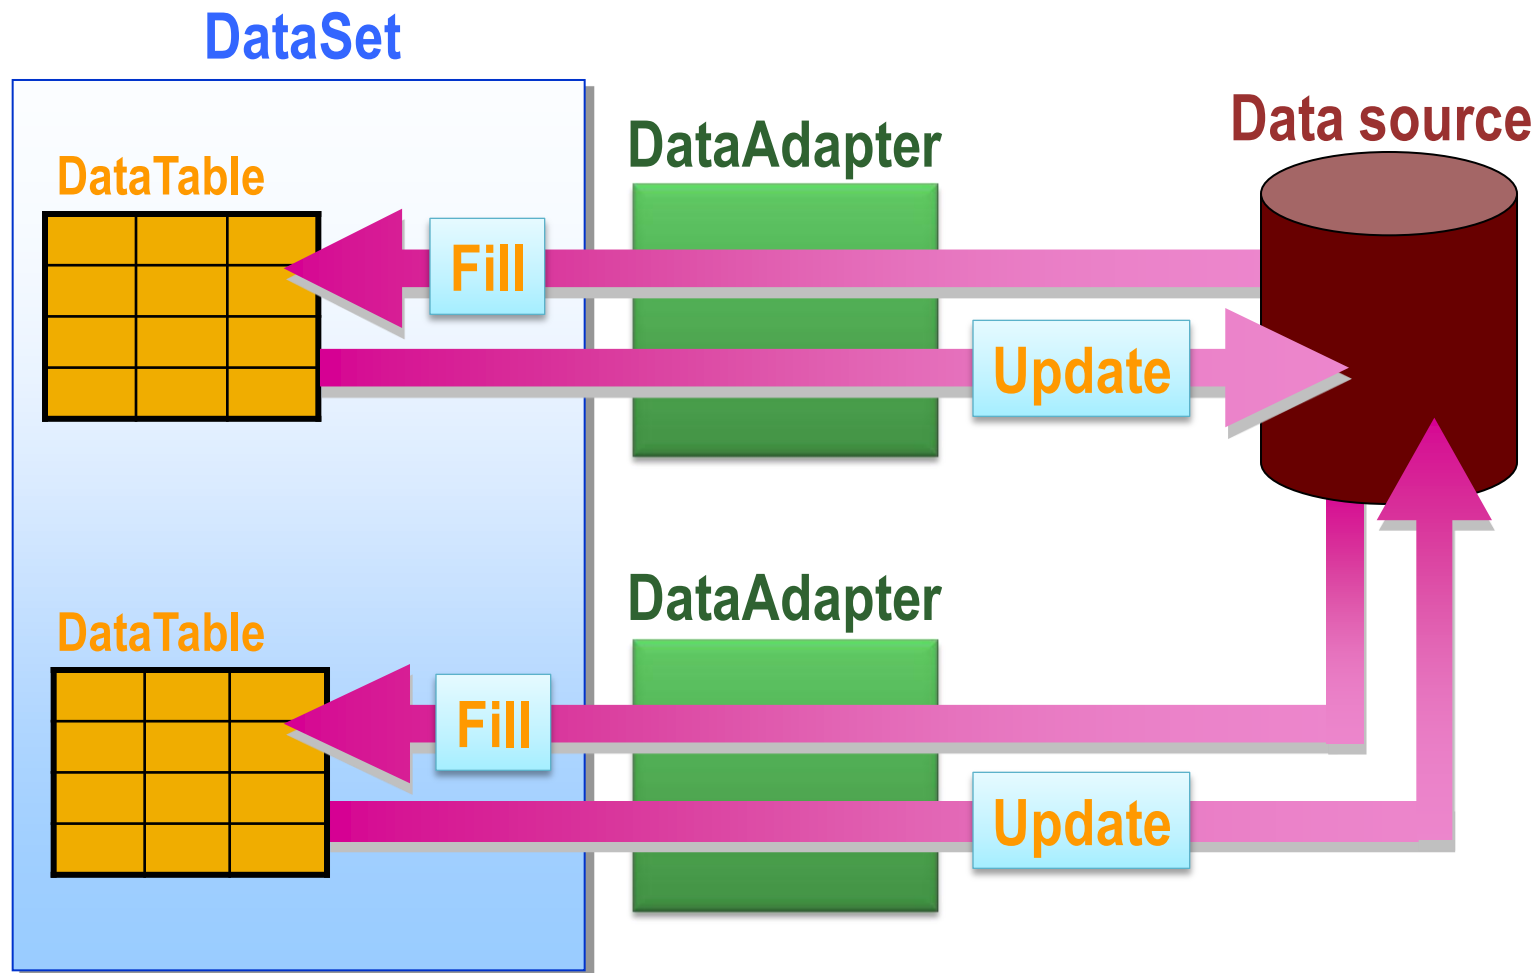 DataSet
DataAdapter
Data source
DataTable
Fill
Update
DataAdapter
DataTable
Fill
Update